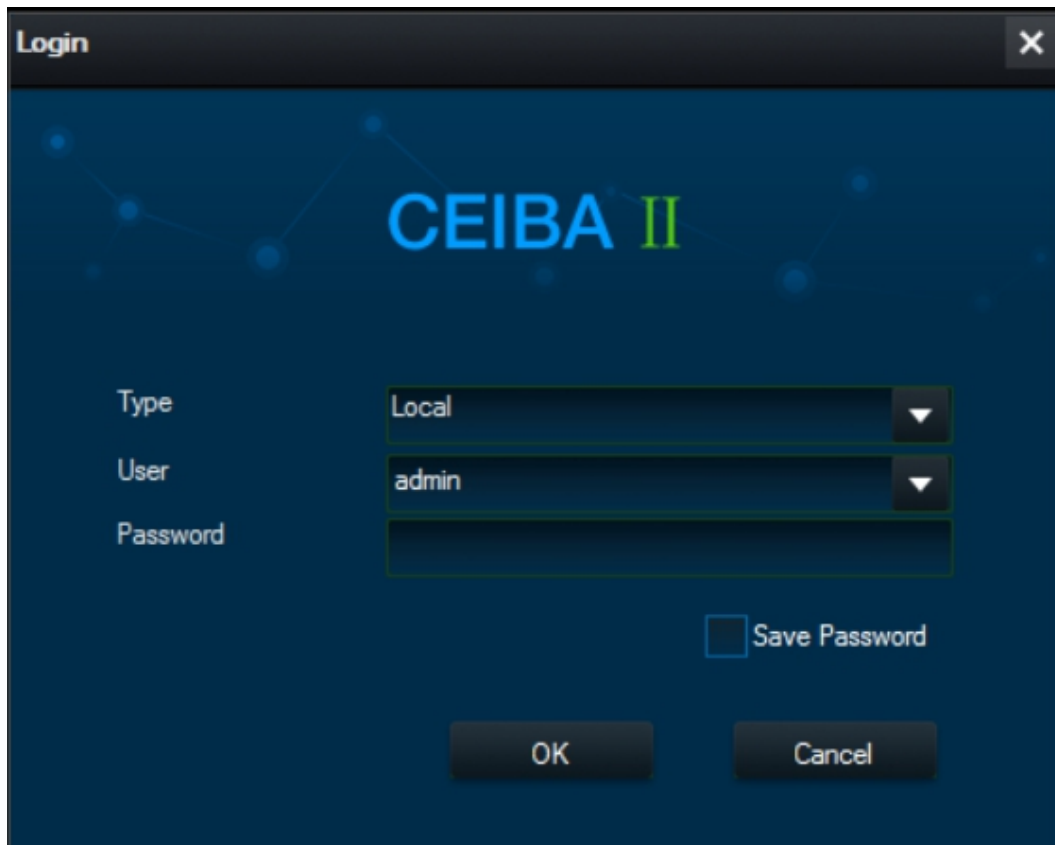 Login
CEIBA II
Type Local
User admin
Password
Save Password
OK Cancel